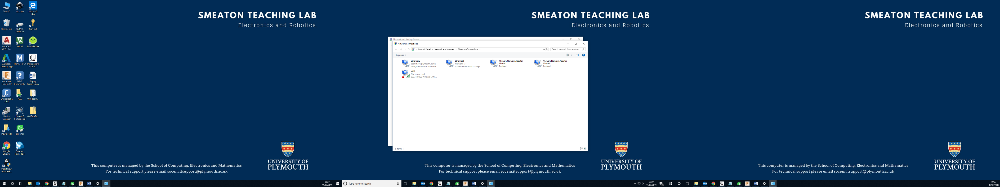 This PC
Inkscape
Microsoft
Edge
Recycle Bin
INSTALL
UBUNTU
Sign out
AutoCAD
2019 - E...
Keil v5
balenaEtcher
Autodesk
Desktop App
Monitor 2.1.4
DesignSpark
PCB 8.1
Autodesk
Fusion 360
NAO
Document...
Display
Screen Equ...
Choregraphe
2.1.4
NAS
OwlFaceTr...
Device
Manager
Proteus 8
Professional
OwlFaceTr...
Downloads
qtcreator
Google
Chrome
Quartus
Prime 16.1
Install Now
Autodesk...
SMEATON TEACHING LAB
Electronics and Robotics
UNIVERSITY OF
PLYMOUTH
This computer is managed by the School of Computing, Electronics and Mathematics
For technical support please email socem.itsupport@plymouth.ac.uk
09:27
15/02/2019
SMEATON TEACHING LAB
Electronics and Robotics
Network and Sharing Centre
Network Connections
Control Panel > Network and Internet > Network Connections >
Search Network Connections
Organise
Ethernet 2
socnet.soc.plymouth.ac.uk
Intel(R) Ethernet Connectio...
Ethernet 5
Network 13
USB Ethernet/RNDIS Gadge...
VMware Network Adapter
VMnet1
Enabled
VMware Network Adapter
VMnet8
Enabled
WiFi
Not connected
802.11n USB Wireless LAN ...
5 items
UNIVERSITY OF
PLYMOUTH
This computer is managed by the School of Computing, Electronics and Mathematics
For technical support please email socem.itsupport@plymouth.ac.uk
Type here to search
09:27
15/02/2019
SMEATON TEACHING LAB
Electronics and Robotics
UNIVERSITY OF
PLYMOUTH
This computer is managed by the School of Computing, Electronics and Mathematics
For technical support please email socem.itsupport@plymouth.ac.uk
09:27
15/02/2019